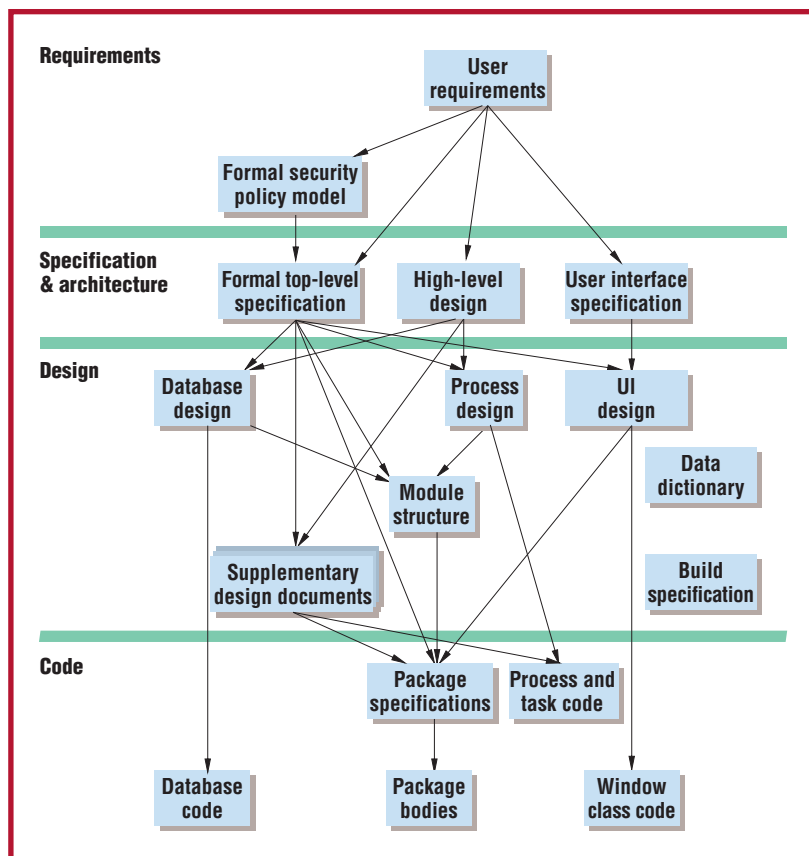 Requirements
User
requirements
Formal security
policy model
Specification
& architecture
Formal top-level
specification
High-level
design
User interface
specification
Design
Database
design
Process
design
UI
design
Data
dictionary
Module
structure
Supplementary
design documents
Build
specification
Code
Package
specifications
Process and
task code
Database
code
Package
bodies
Window
class code